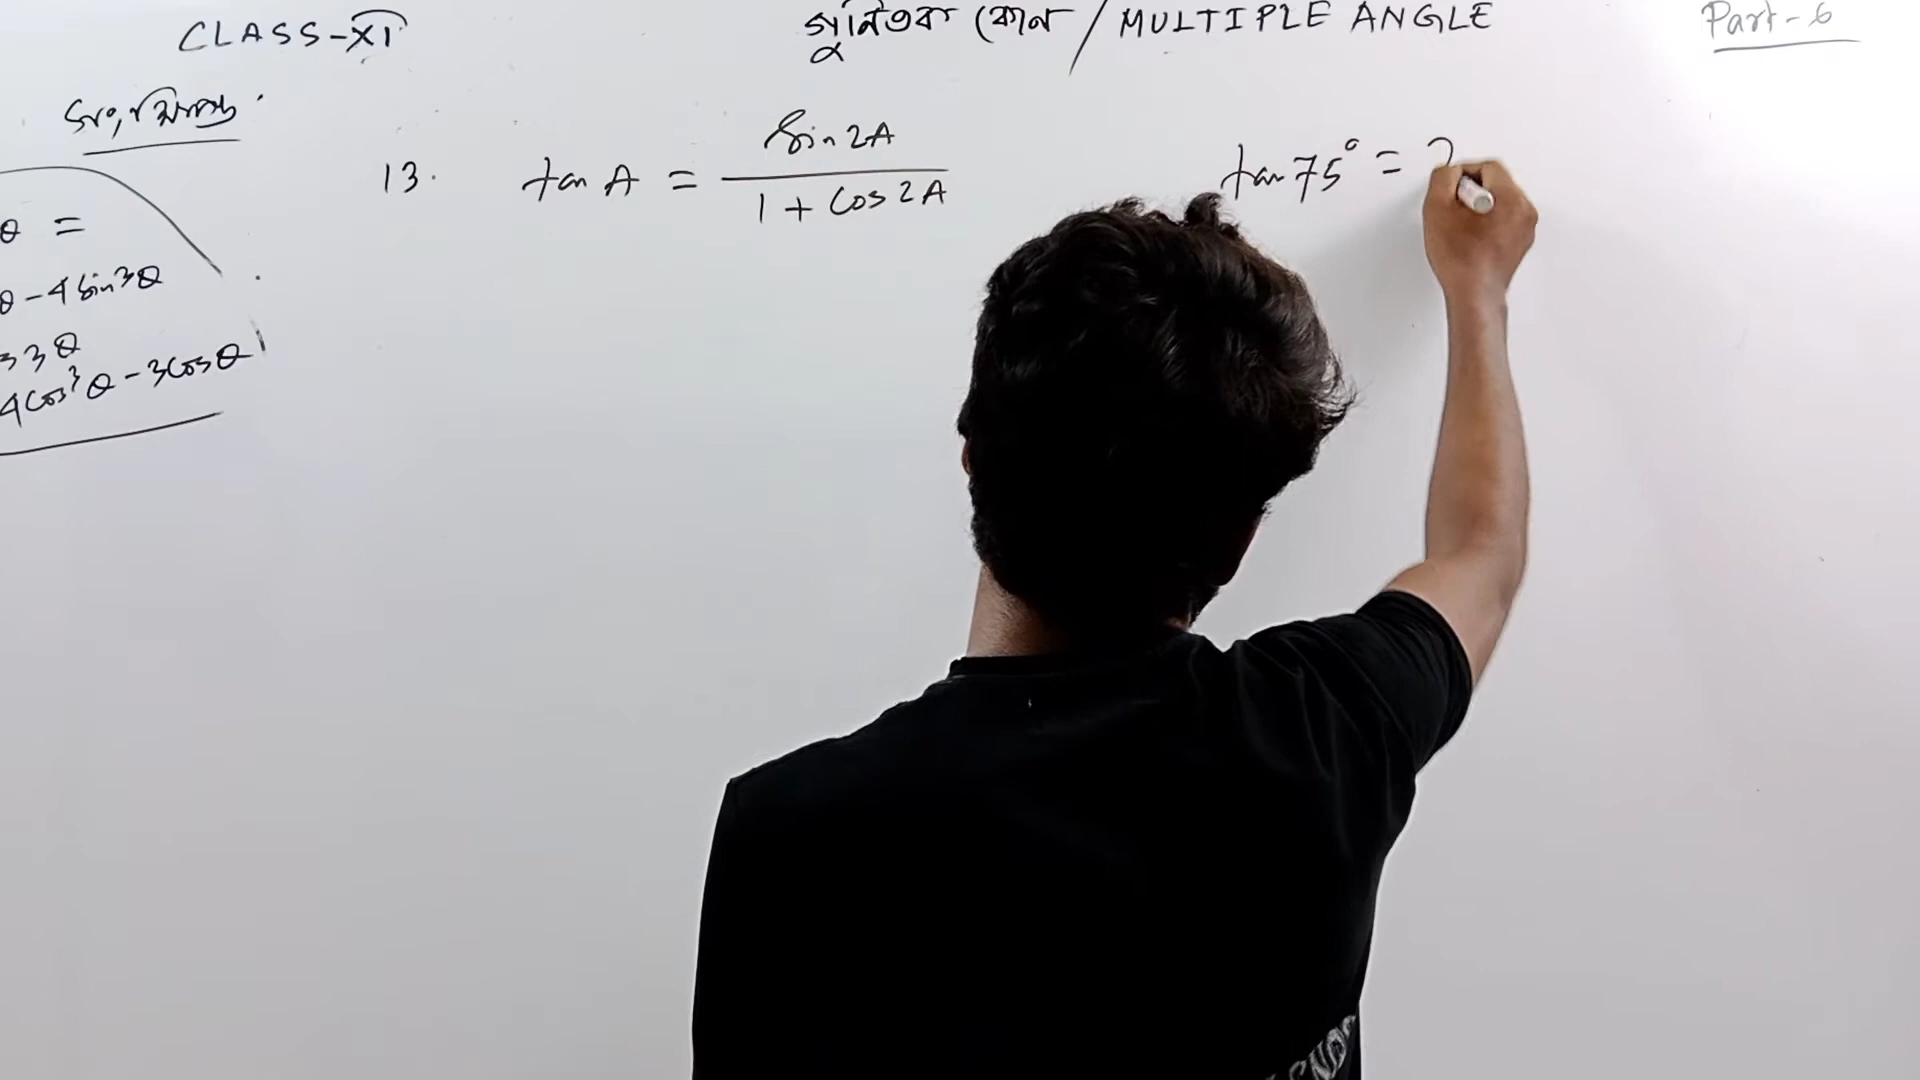 CLASS-XI
গুনিতক কোন / MULTIPLE ANGLE
Part-6
θ =
θ - 4 sin³θ
3θ
4cos³θ - 3cosθ
13. tan A = sin 2A / 1 + cos 2A
tan 75° =